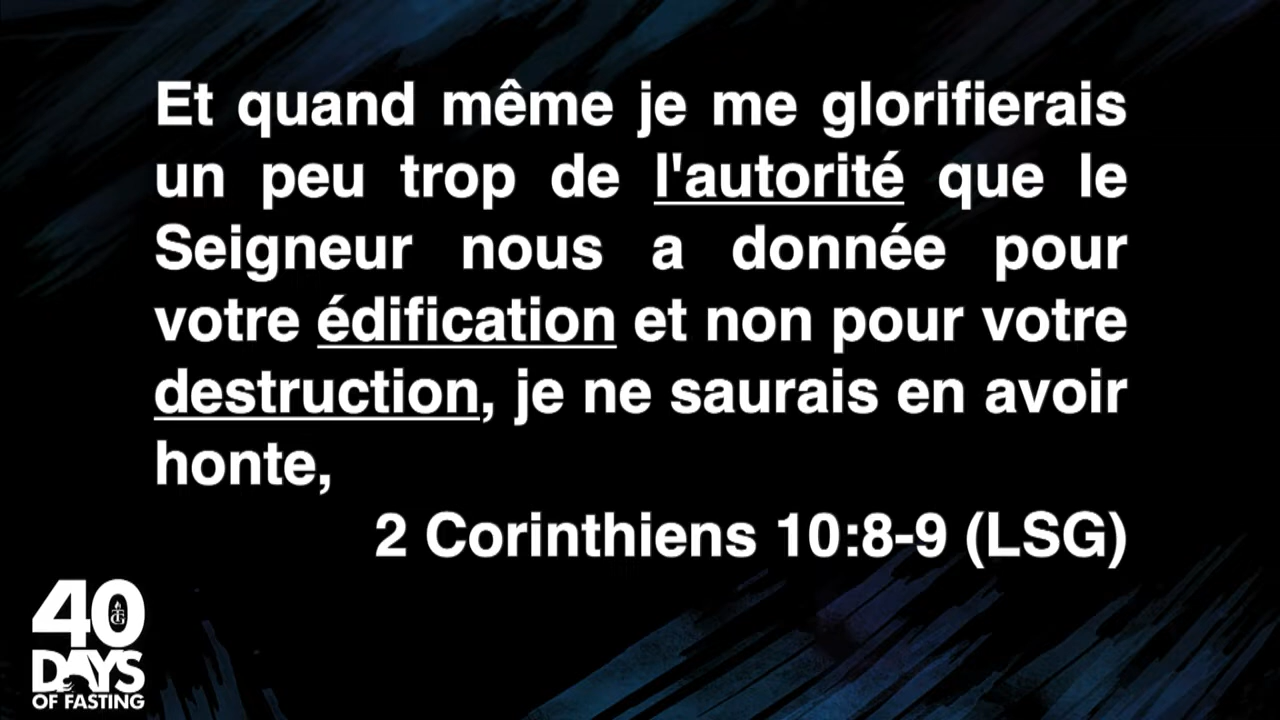 Et quand même je me glorifierais
un peu trop de l'autorité que le
Seigneur nous a donnée pour
votre édification et non pour votre
destruction, je ne saurais en avoir
honte,
2 Corinthiens 10:8-9 (LSG)
40
DAYS
OF FASTING